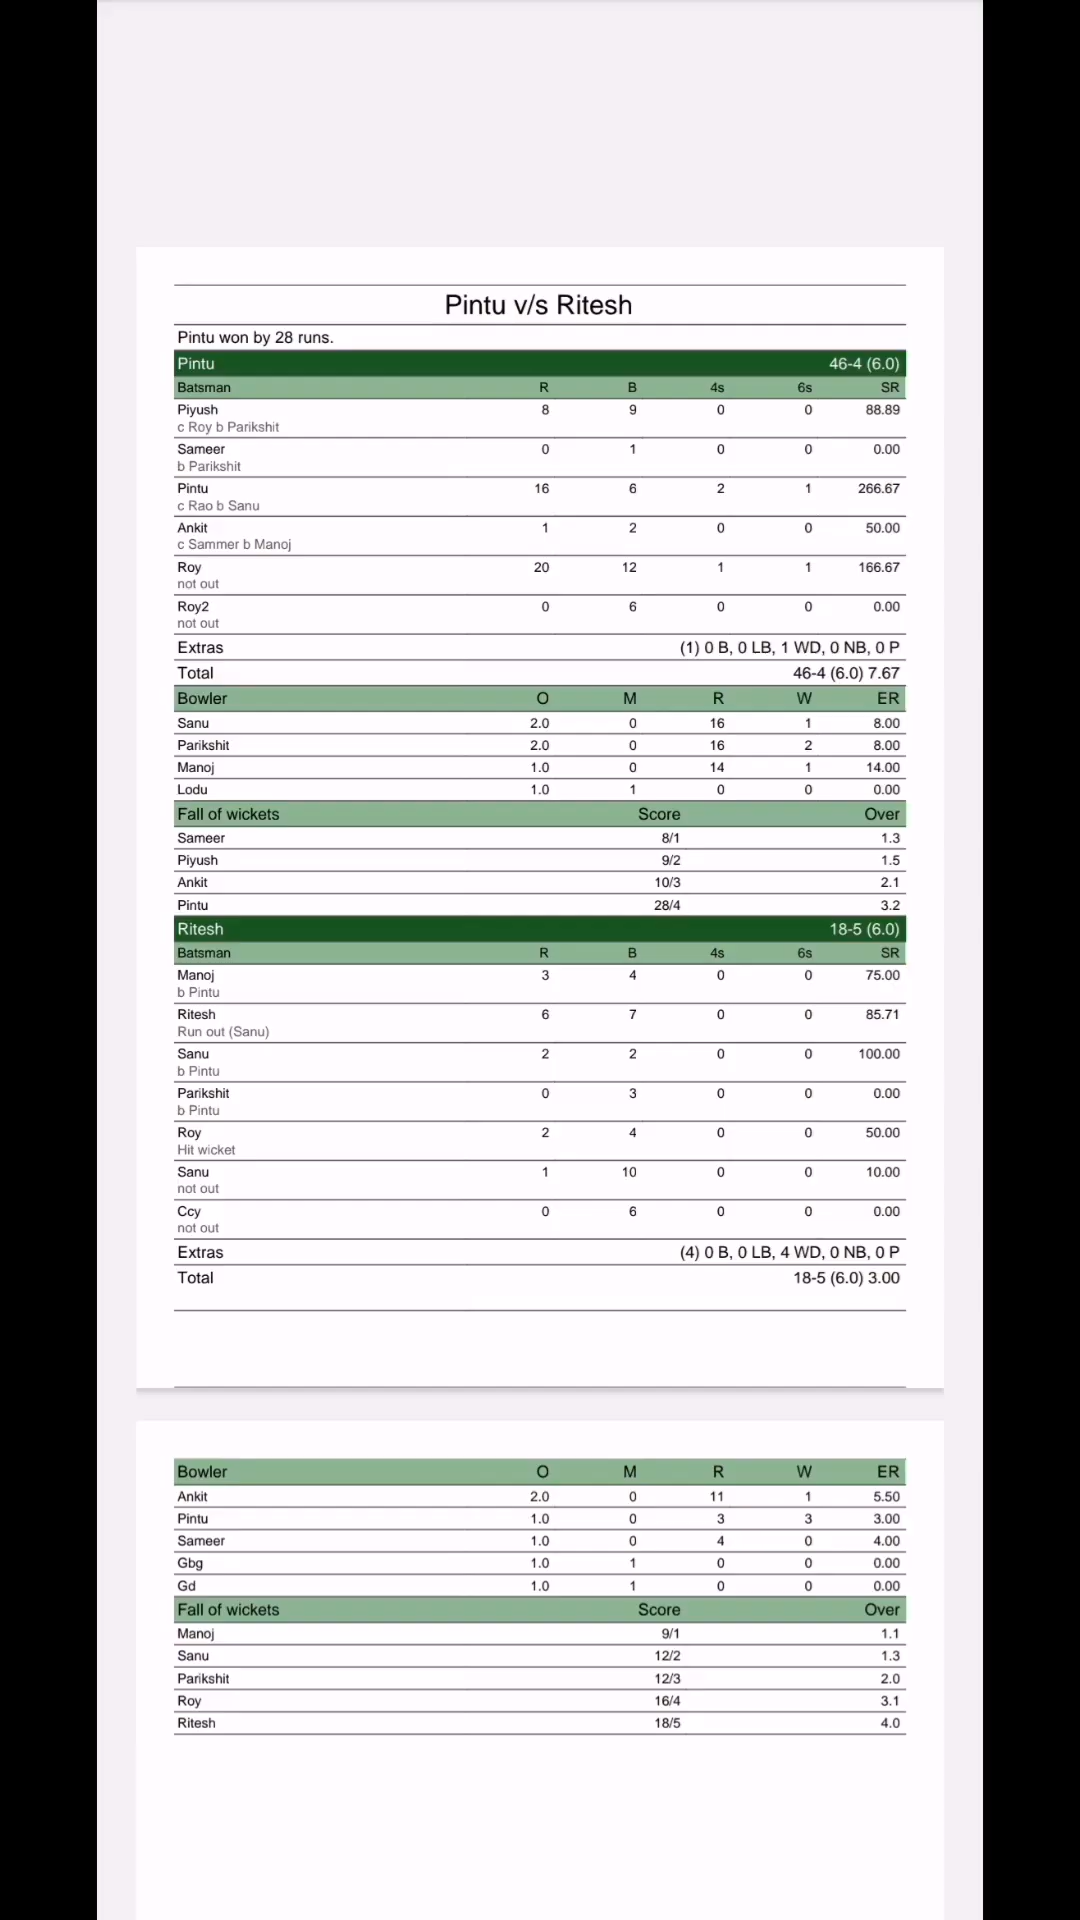 Pintu v/s Ritesh
Pintu won by 28 runs.
Pintu 46-4 (6.0)
Batsman R B 4s 6s SR
Piyush 8 9 0 0 88.89
c Roy b Parikshit
Sameer 0 1 0 0 0.00
b Parikshit
Pintu 16 6 2 1 266.67
c Rao b Sanu
Ankit 1 2 0 0 50.00
c Sammer b Manoj
Roy 20 12 1 1 166.67
not out
Roy2 0 6 0 0 0.00
not out
Extras (1) 0 B, 0 LB, 1 WD, 0 NB, 0 P
Total 46-4 (6.0) 7.67
Bowler O M R W ER
Sanu 2.0 0 16 1 8.00
Parikshit 2.0 0 16 2 8.00
Manoj 1.0 0 14 1 14.00
Lodu 1.0 1 0 0 0.00
Fall of wickets Score Over
Sameer 8/1 1.3
Piyush 9/2 1.5
Ankit 10/3 2.1
Pintu 28/4 3.2
Ritesh 18-5 (6.0)
Batsman R B 4s 6s SR
Manoj 3 4 0 0 75.00
b Pintu
Ritesh 6 7 0 0 85.71
Run out (Sanu)
Sanu 2 2 0 0 100.00
b Pintu
Parikshit 0 3 0 0 0.00
b Pintu
Roy 2 4 0 0 50.00
Hit wicket
Sanu 1 10 0 0 10.00
not out
Ccy 0 6 0 0 0.00
not out
Extras (4) 0 B, 0 LB, 4 WD, 0 NB, 0 P
Total 18-5 (6.0) 3.00
Bowler O M R W ER
Ankit 2.0 0 11 1 5.50
Pintu 1.0 0 3 3 3.00
Sameer 1.0 0 4 0 4.00
Gbg 1.0 1 0 0 0.00
Gd 1.0 1 0 0 0.00
Fall of wickets Score Over
Manoj 9/1 1.1
Sanu 12/2 1.3
Parikshit 12/3 2.0
Roy 16/4 3.1
Ritesh 18/5 4.0